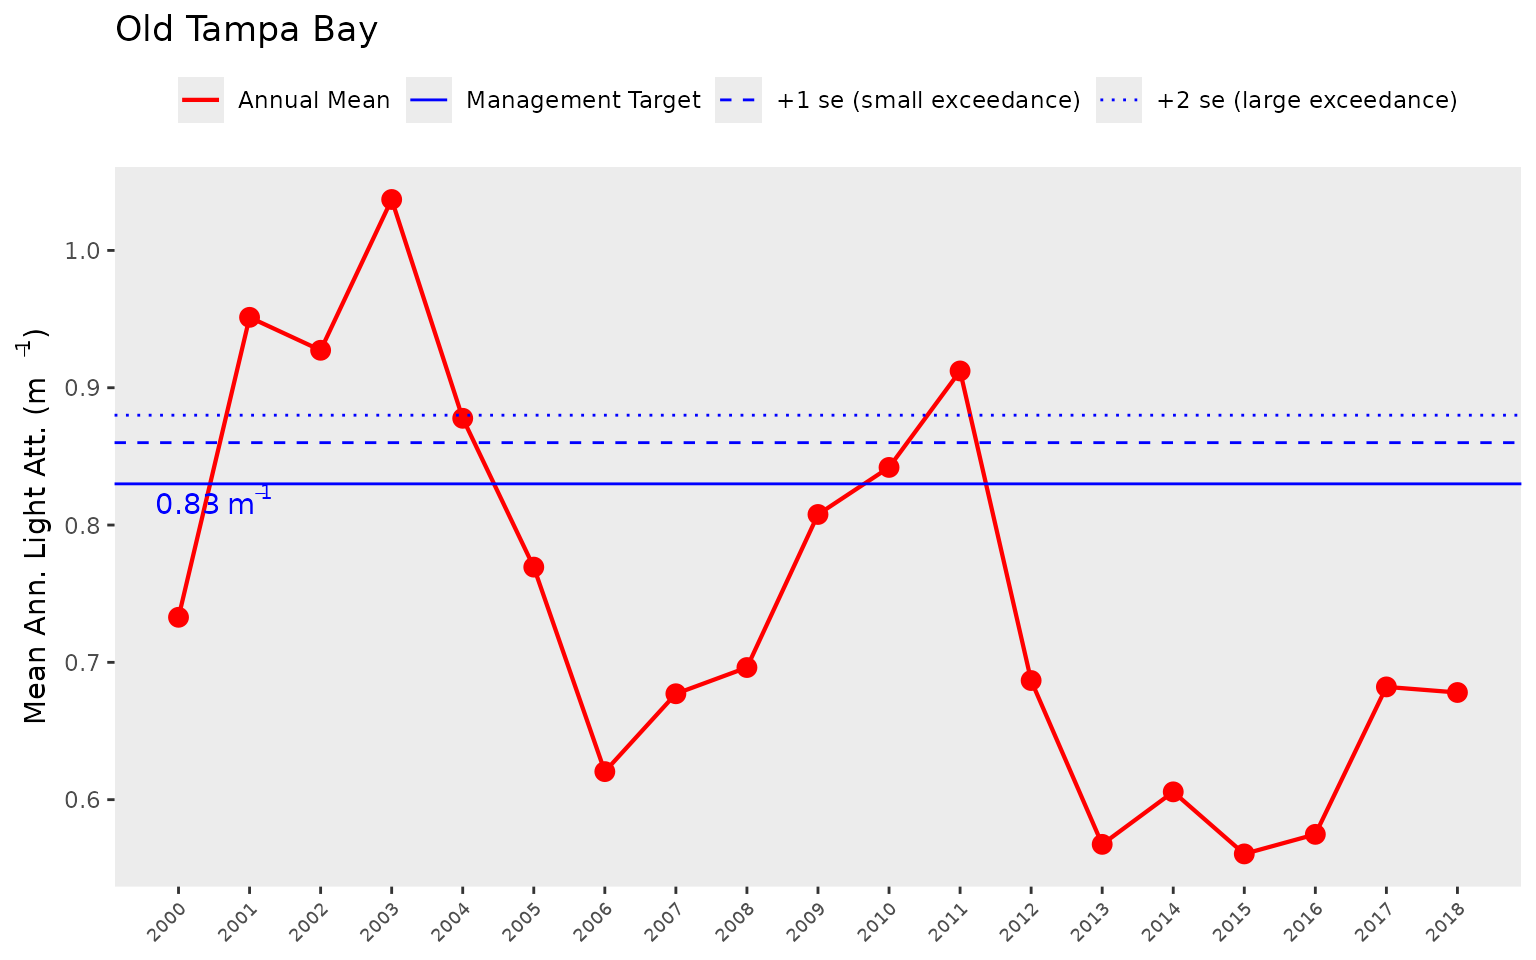 Old Tampa Bay
Annual Mean Management Target +1 se (small exceedance) +2 se (large exceedance)
Mean Ann. Light Att. (m⁻¹)
1.0
0.9
0.8
0.7
0.6
0.83 m⁻¹
2000 2001 2002 2003 2004 2005 2006 2007 2008 2009 2010 2011 2012 2013 2014 2015 2016 2017 2018